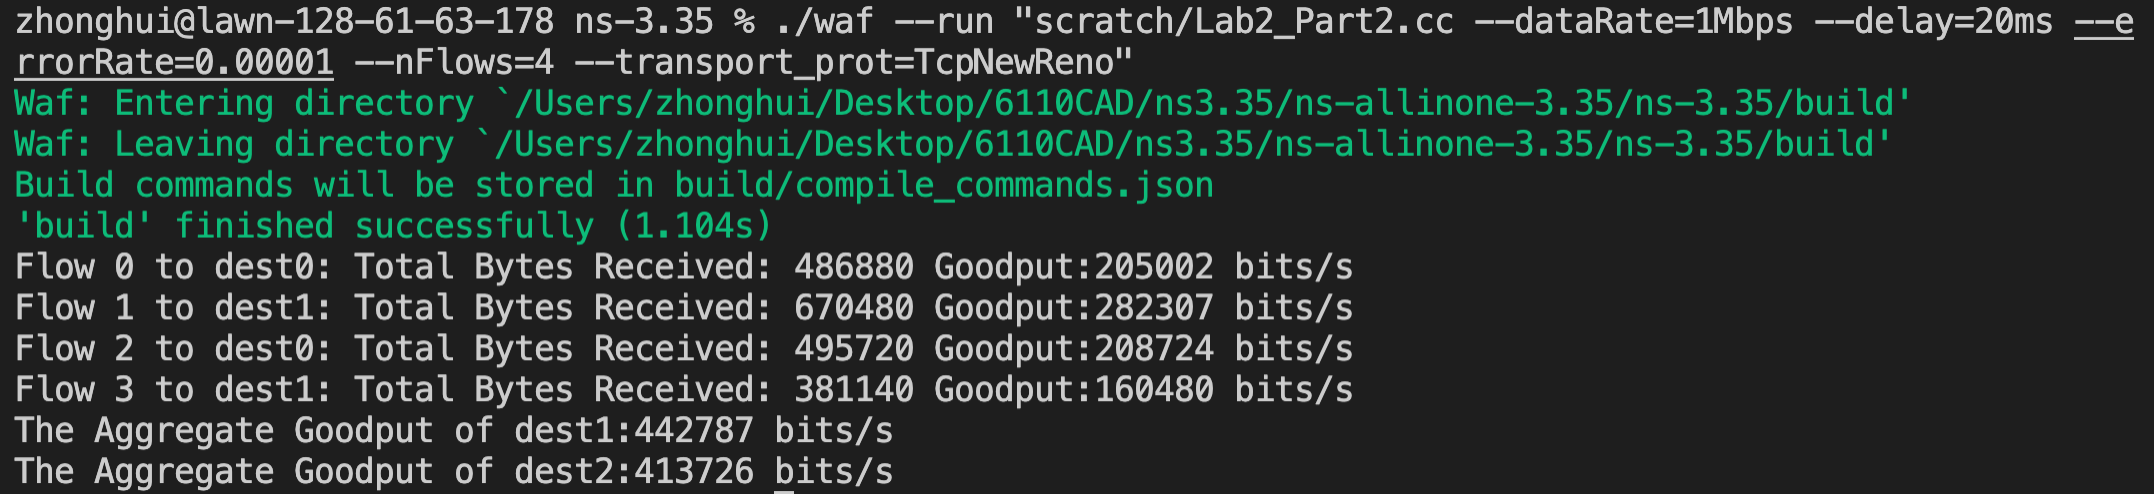 zhonghui@lawn-128-61-63-178 ns-3.35 % ./waf --run "scratch/Lab2_Part2.cc --dataRate=1Mbps --delay=20ms --e
rrorRate=0.00001 --nFlows=4 --transport_prot=TcpNewReno"
Waf: Entering directory `/Users/zhonghui/Desktop/6110CAD/ns3.35/ns-allinone-3.35/ns-3.35/build'
Waf: Leaving directory `/Users/zhonghui/Desktop/6110CAD/ns3.35/ns-allinone-3.35/ns-3.35/build'
Build commands will be stored in build/compile_commands.json
'build' finished successfully (1.104s)
Flow 0 to dest0: Total Bytes Received: 486880 Goodput:205002 bits/s
Flow 1 to dest1: Total Bytes Received: 670480 Goodput:282307 bits/s
Flow 2 to dest0: Total Bytes Received: 495720 Goodput:208724 bits/s
Flow 3 to dest1: Total Bytes Received: 381140 Goodput:160480 bits/s
The Aggregate Goodput of dest1:442787 bits/s
The Aggregate Goodput of dest2:413726 bits/s